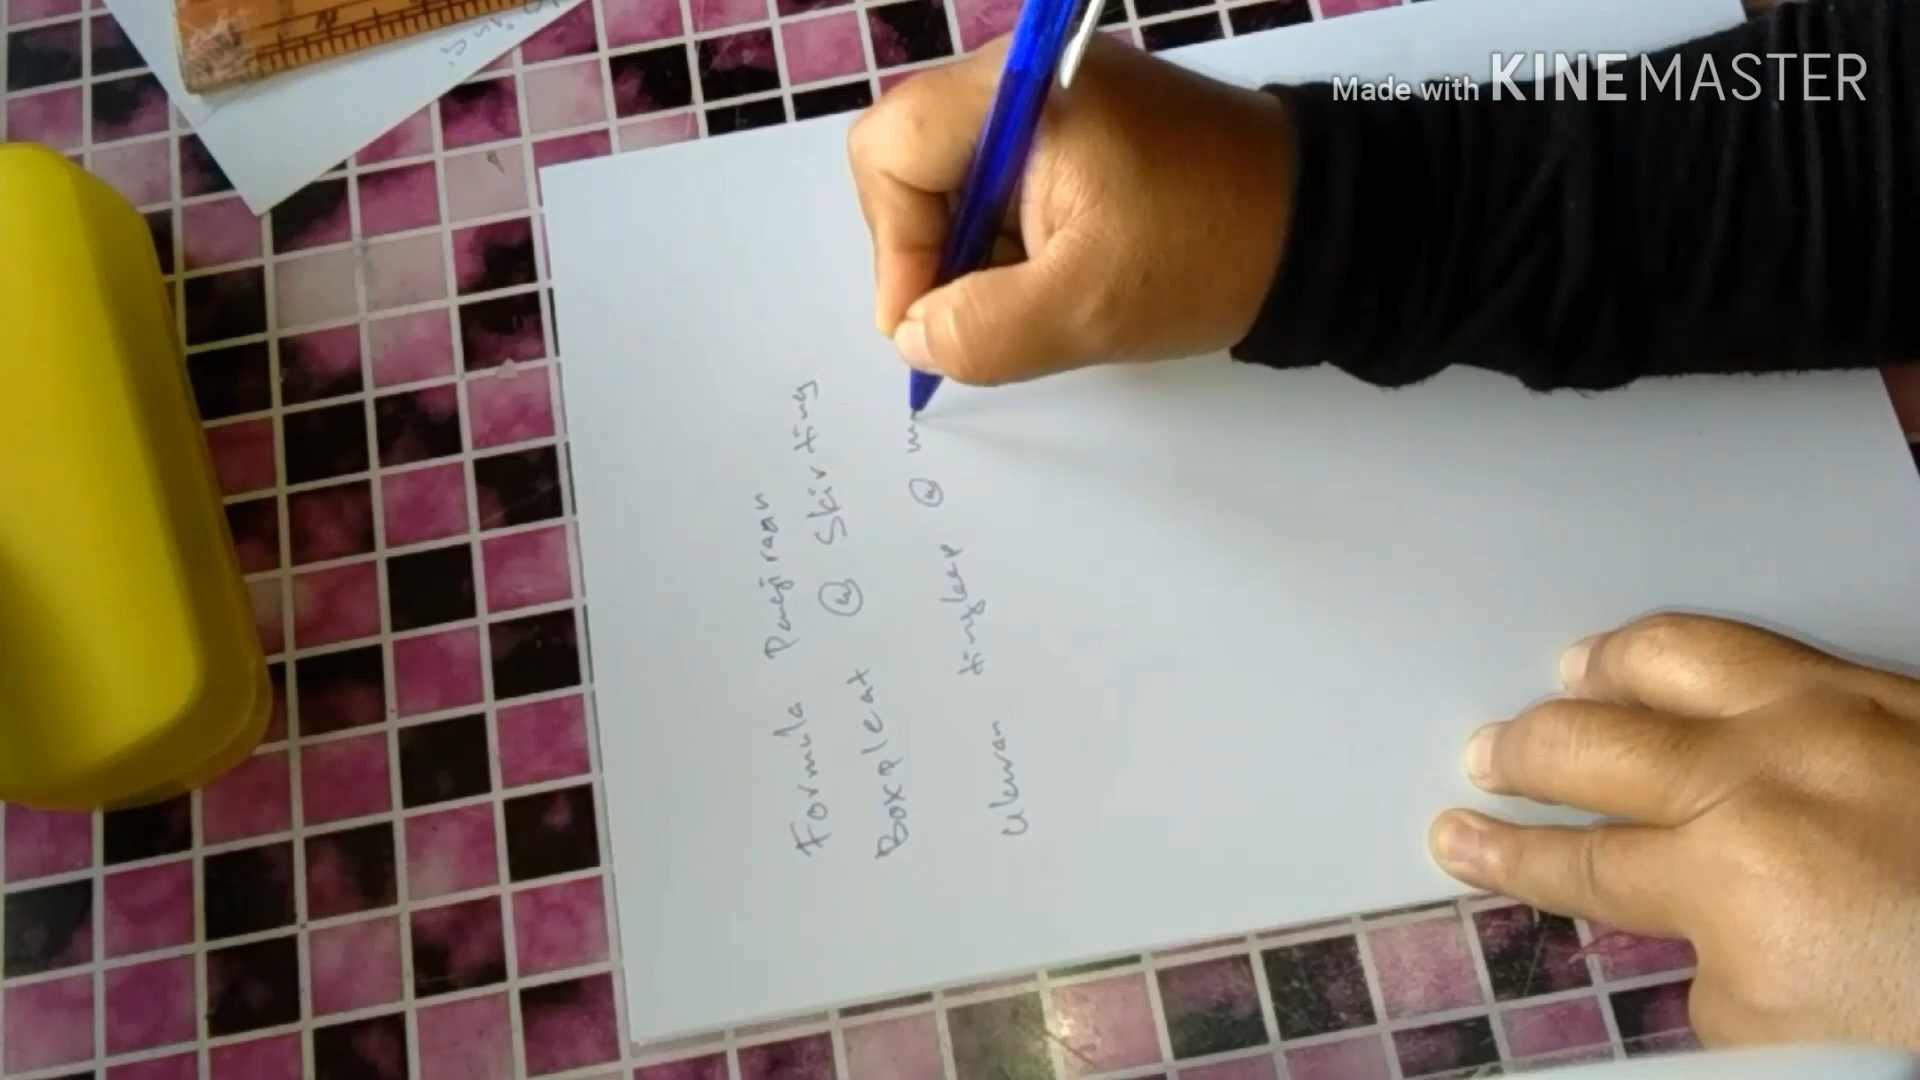 Made with KINEMASTER
Formula Pengiraan
Boxpleat @ Skirting
Ukuran tingkap @